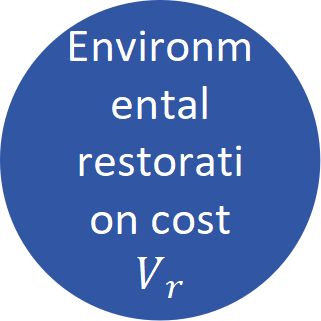 Environm
ental
restorati
on cost
V_r